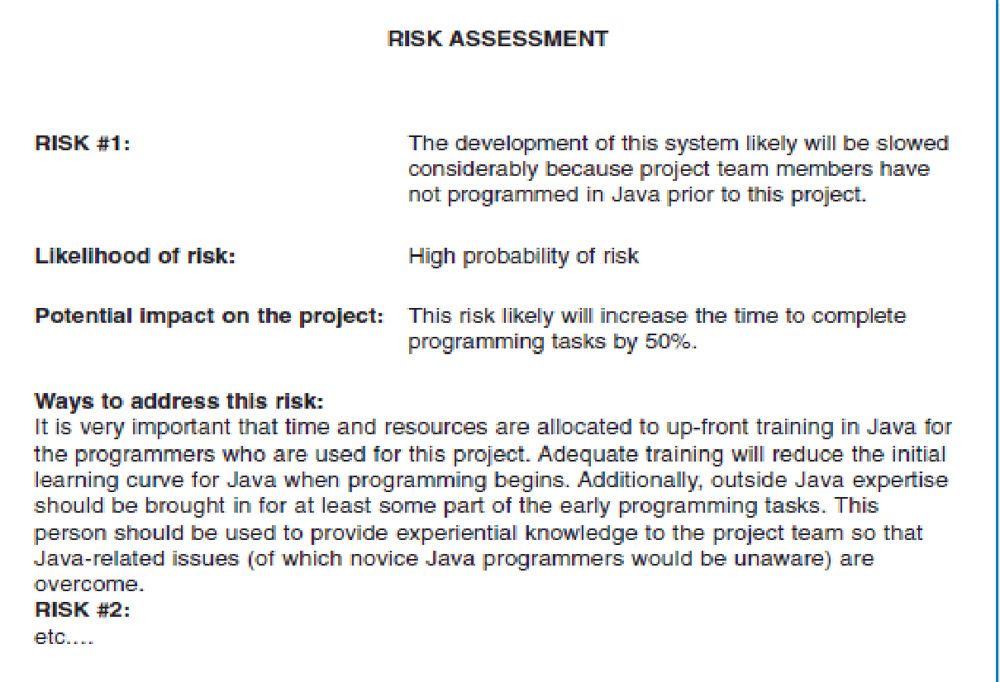 RISK ASSESSMENT
RISK #1: The development of this system likely will be slowed
considerably because project team members have
not programmed in Java prior to this project.
Likelihood of risk: High probability of risk
Potential impact on the project: This risk likely will increase the time to complete
programming tasks by 50%.
Ways to address this risk:
It is very important that time and resources are allocated to up-front training in Java for
the programmers who are used for this project. Adequate training will reduce the initial
learning curve for Java when programming begins. Additionally, outside Java expertise
should be brought in for at least some part of the early programming tasks. This
person should be used to provide experiential knowledge to the project team so that
Java-related issues (of which novice Java programmers would be unaware) are
overcome.
RISK #2:
etc....